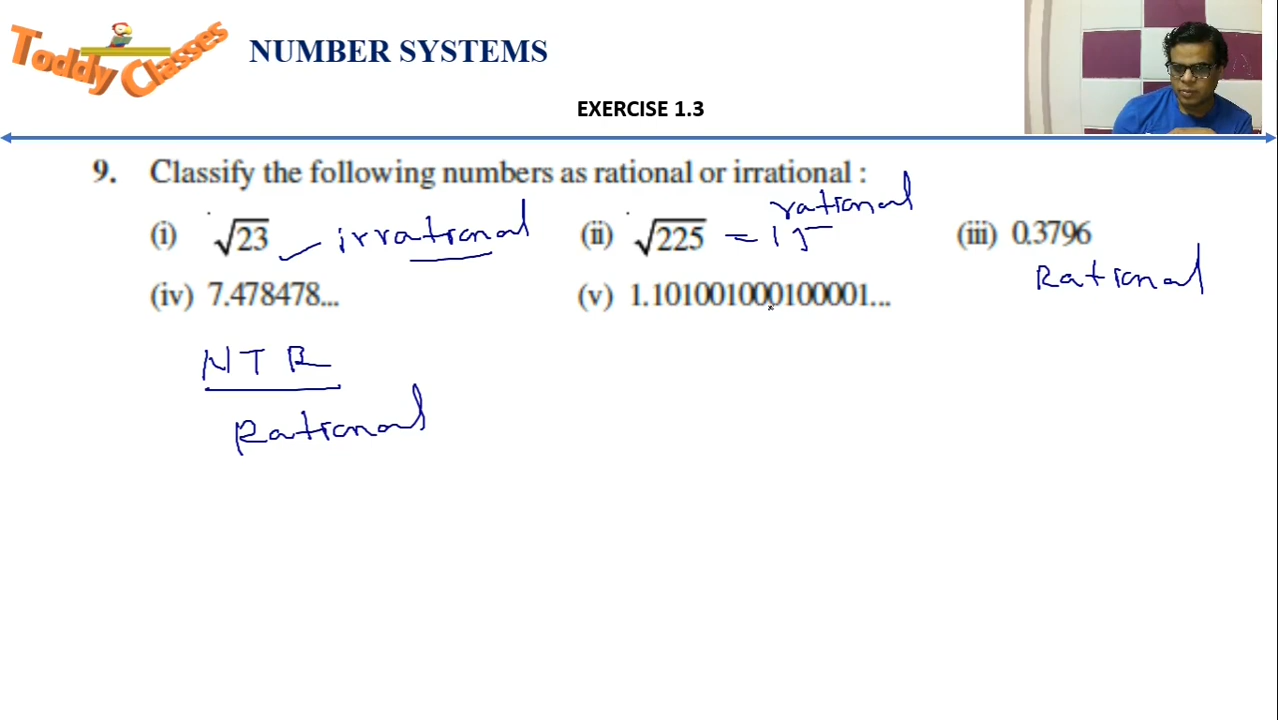 Toddy Classes
NUMBER SYSTEMS
EXERCISE 1.3
9. Classify the following numbers as rational or irrational :
(i) √23 irrational (ii) √225 = 15 rational (iii) 0.3796
Rational
(iv) 7.478478... (v) 1.101001000100001...
NTR
Rational